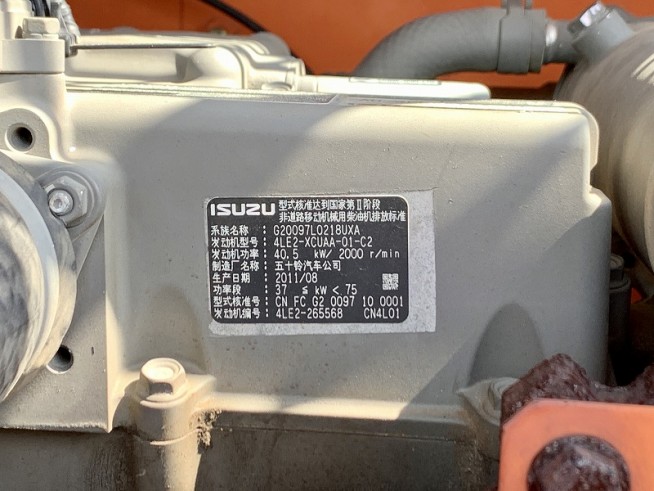 ISUZU 型式核准达到国家第Ⅱ阶段
非道路移动机械用柴油机排放标准
系族名称 : G20097L0218UXA
发动机型号 : 4LE2-XCUAA-01-C2
发动机功率 : 40.5 kW/ 2000 r/min
制造厂名称 : 五十铃汽车公司
生产日期 : 2011/08
功率段 : 37 ≤ kW < 75
型式核准号 : CN FC G2 0097 10 0001
发动机编号 : 4LE2-265568 CN4L01